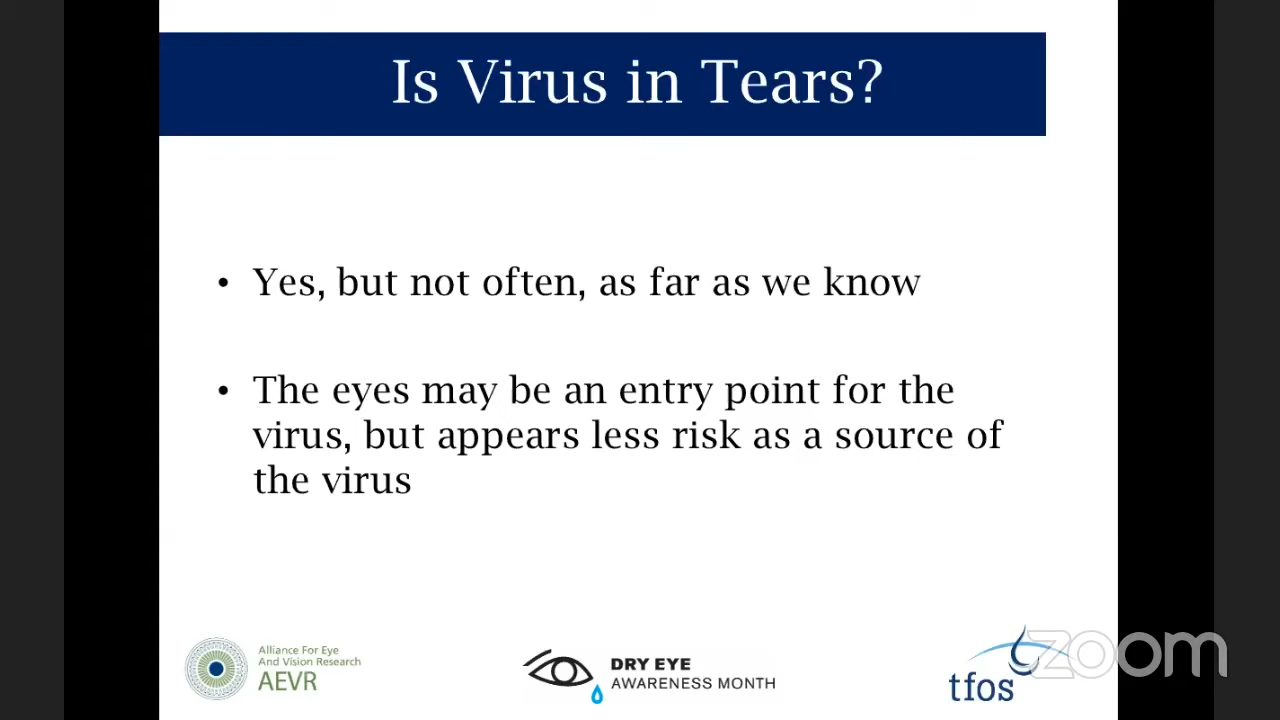 Is Virus in Tears?
• Yes, but not often, as far as we know
• The eyes may be an entry point for the
virus, but appears less risk as a source of
the virus
Alliance For Eye
And Vision Research
AEVR
DRY EYE
AWARENESS MONTH
tfos
zoom